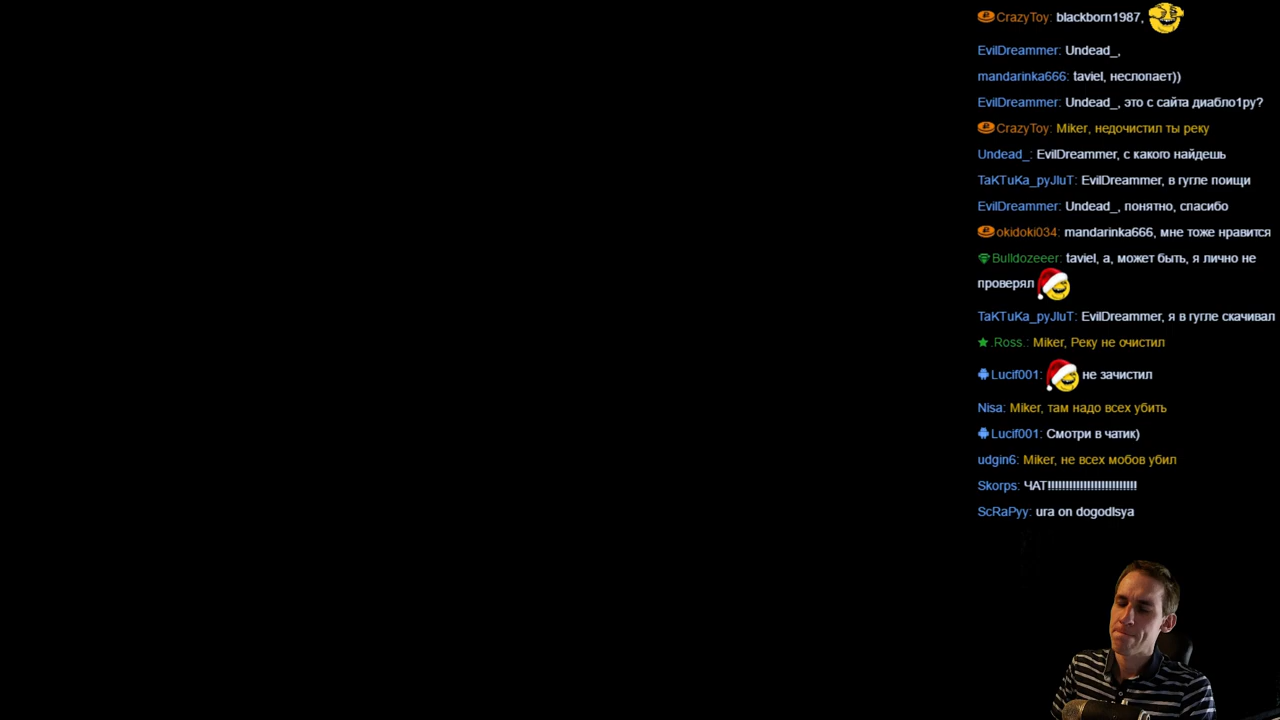 CrazyToy: blackborn1987,
EvilDreammer: Undead_,
mandarinka666: taviel, неслопает))
EvilDreammer: Undead_, это с сайта диабло1ру?
CrazyToy: Miker, недочистил ты реку
Undead_: EvilDreammer, с какого найдешь
TaKTuKa_pyJluT: EvilDreammer, в гугле поищи
EvilDreammer: Undead_, понятно, спасибо
okidoki034: mandarinka666, мне тоже нравится
Bulldozeeer: taviel, а, может быть, я лично не
проверял
TaKTuKa_pyJluT: EvilDreammer, я в гугле скачивал
.Ross.: Miker, Реку не очистил
Lucif001: не зачистил
Nisa: Miker, там надо всех убить
Lucif001: Смотри в чатик)
udgin6: Miker, не всех мобов убил
Skorps: ЧАТ!!!!!!!!!!!!!!!!!!!!!!!!!
ScRaPyy: ura on dogodlsya